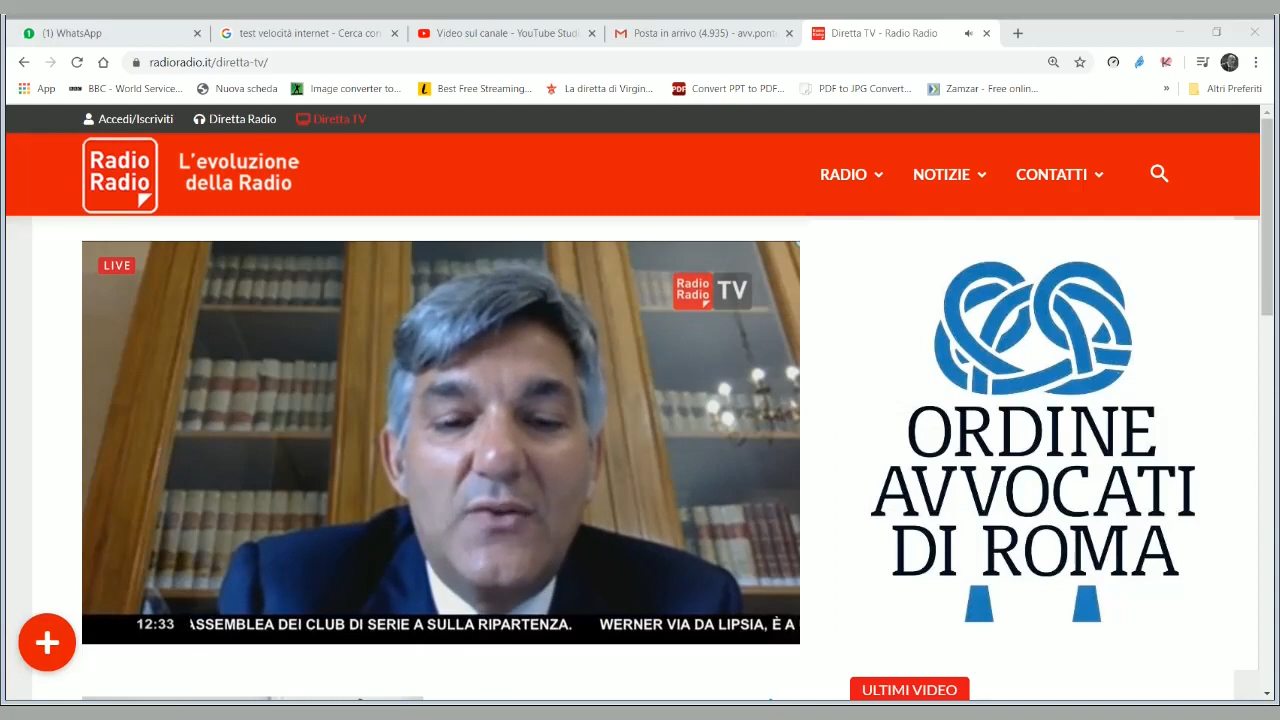 (1) WhatsApp
test velocità internet - Cerca con
Video sul canale - YouTube Studi
Posta in arrivo (4.935) - avv.pont
Diretta TV - Radio Radio
radioradio.it/diretta-tv/
App
BBC - World Service...
Nuova scheda
Image converter to...
Best Free Streaming...
La diretta di Virgin...
Convert PPT to PDF...
PDF to JPG Convert...
Zamzar - Free onlin...
»
Altri Preferiti
Accedi/Iscriviti
Diretta Radio
Diretta TV
Radio
Radio
L'evoluzione
della Radio
RADIO
NOTIZIE
CONTATTI
LIVE
Radio
Radio
TV
ORDINE
AVVOCATI
DI ROMA
12:33
ASSEMBLEA DEI CLUB DI SERIE A SULLA RIPARTENZA.
WERNER VIA DA LIPSIA, È A
ULTIMI VIDEO